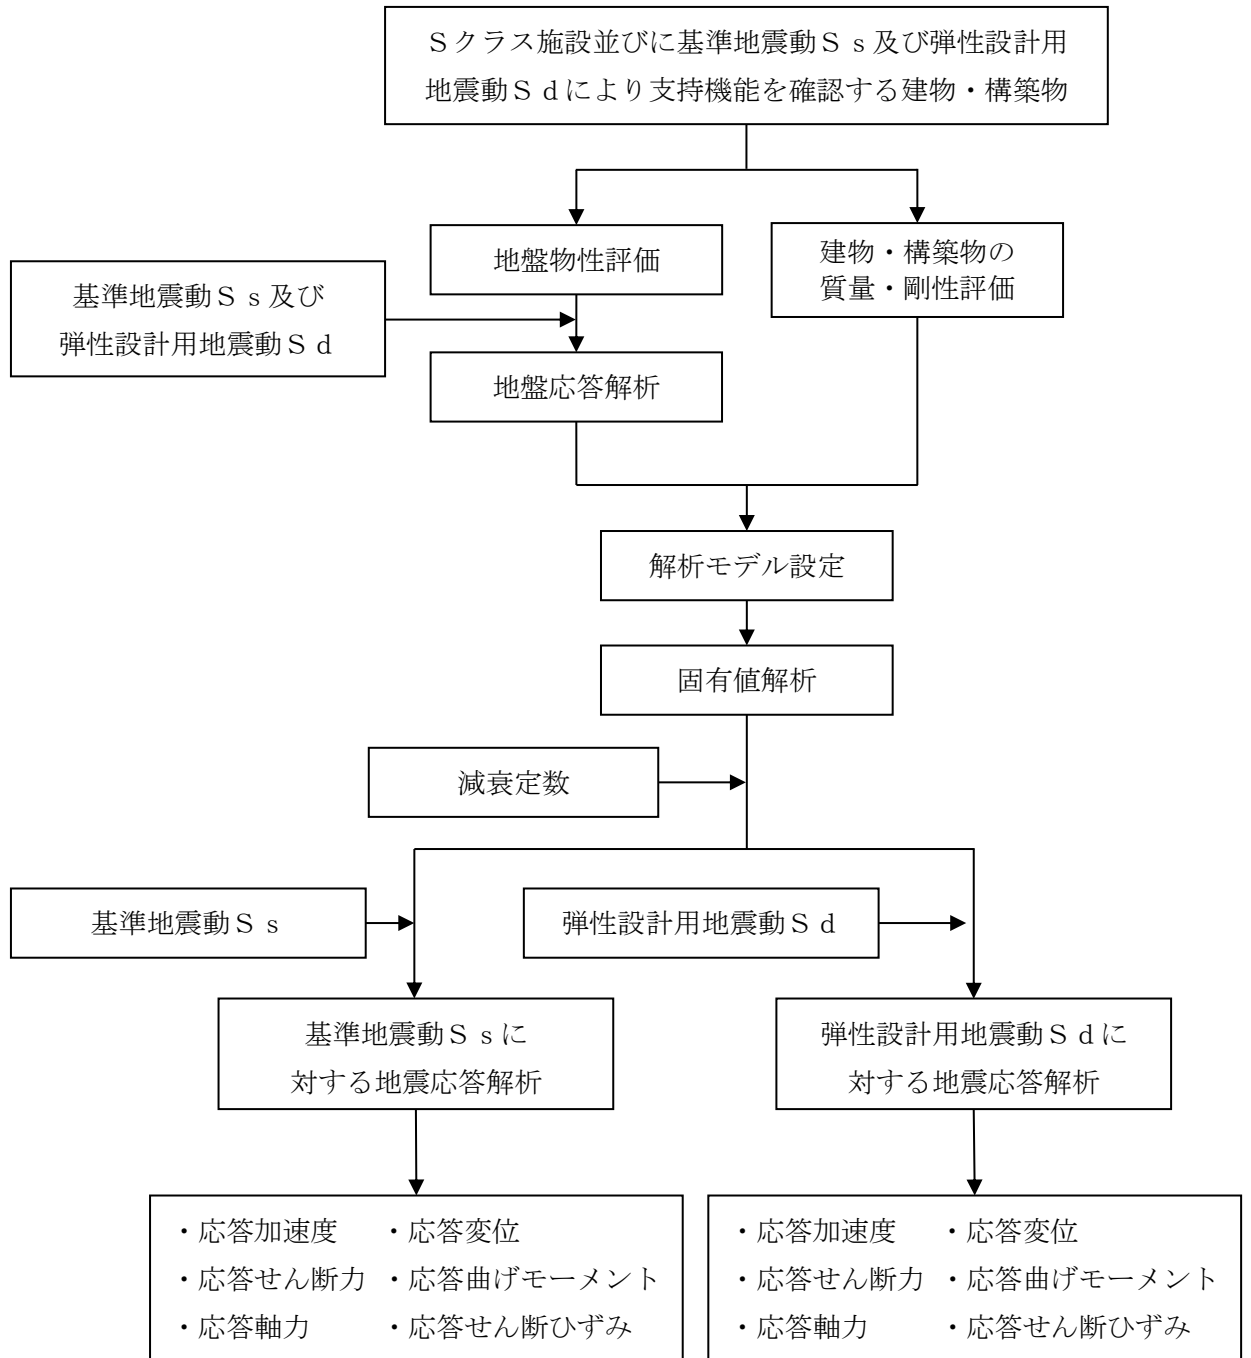 Ｓクラス施設並びに基準地震動Ｓｓ及び弾性設計用
地震動Ｓｄにより支持機能を確認する建物・構築物
地盤物性評価
建物・構築物の
質量・剛性評価
基準地震動Ｓｓ及び
弾性設計用地震動Ｓｄ
地盤応答解析
解析モデル設定
固有値解析
減衰定数
基準地震動Ｓｓ
弾性設計用地震動Ｓｄ
基準地震動Ｓｓに
対する地震応答解析
弾性設計用地震動Ｓｄに
対する地震応答解析
・応答加速度　・応答変位
・応答せん断力　・応答曲げモーメント
・応答軸力　・応答せん断ひずみ
・応答加速度　・応答変位
・応答せん断力　・応答曲げモーメント
・応答軸力　・応答せん断ひずみ